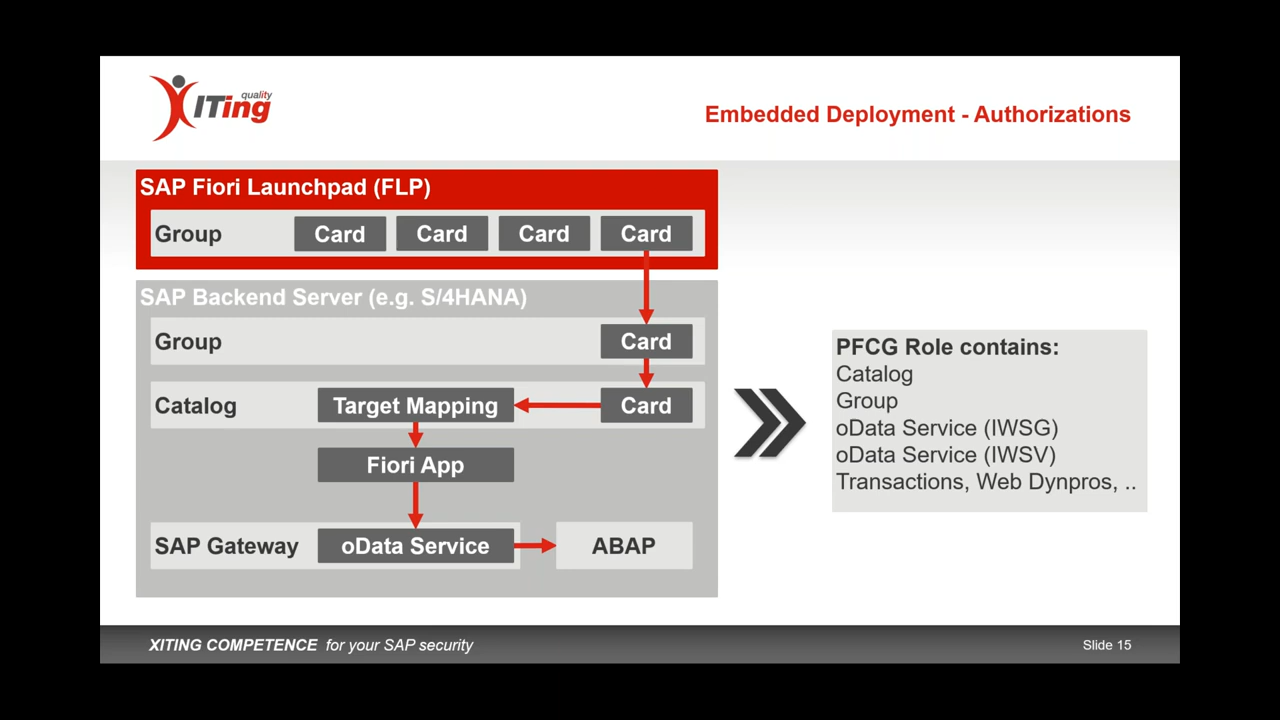 quality
XITing
Embedded Deployment - Authorizations
SAP Fiori Launchpad (FLP)
Group Card Card Card Card
SAP Backend Server (e.g. S/4HANA)
Group Card
Catalog Target Mapping Card
Fiori App
SAP Gateway oData Service ABAP
PFCG Role contains:
Catalog
Group
oData Service (IWSG)
oData Service (IWSV)
Transactions, Web Dynpros, ..
XITING COMPETENCE for your SAP security
Slide 15